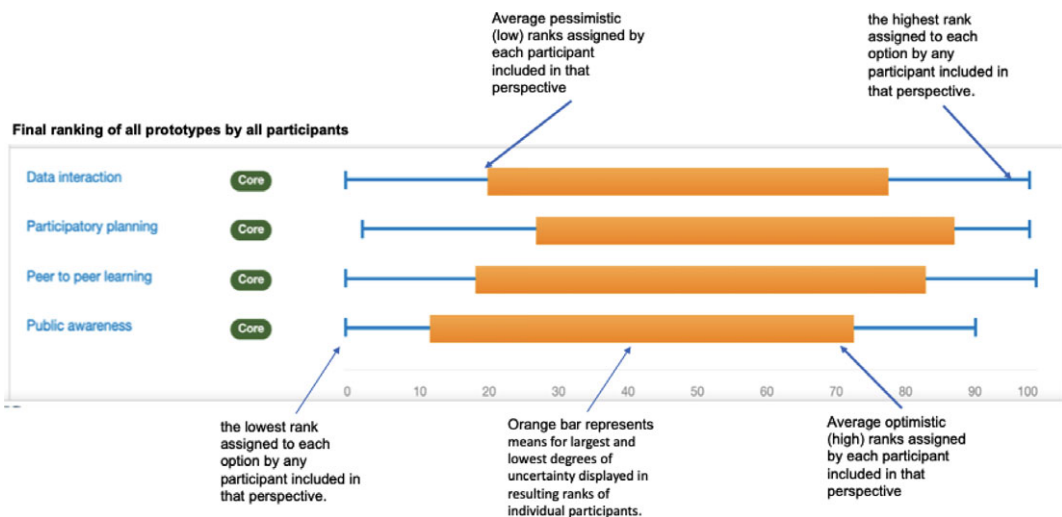 Average pessimistic
(low) ranks assigned by
each participant
included in that
perspective
the highest rank
assigned to each
option by any
participant included in
that perspective.
Final ranking of all prototypes by all participants
Data interaction Core
Participatory planning Core
Peer to peer learning Core
Public awareness Core
0 10 20 30 40 50 60 70 80 90 100
the lowest rank
assigned to each
option by any
participant included in
that perspective.
Orange bar represents
means for largest and
lowest degrees of
uncertainty displayed in
resulting ranks of
individual participants.
Average optimistic
(high) ranks assigned
by each participant
included in that
perspective